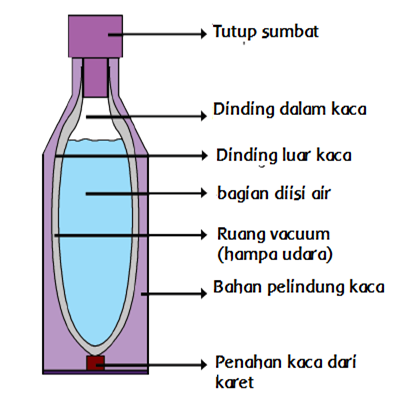 Tutup sumbat
Dinding dalam kaca
Dinding luar kaca
bagian diisi air
Ruang vacuum
(hampa udara)
Bahan pelindung kaca
Penahan kaca dari
karet